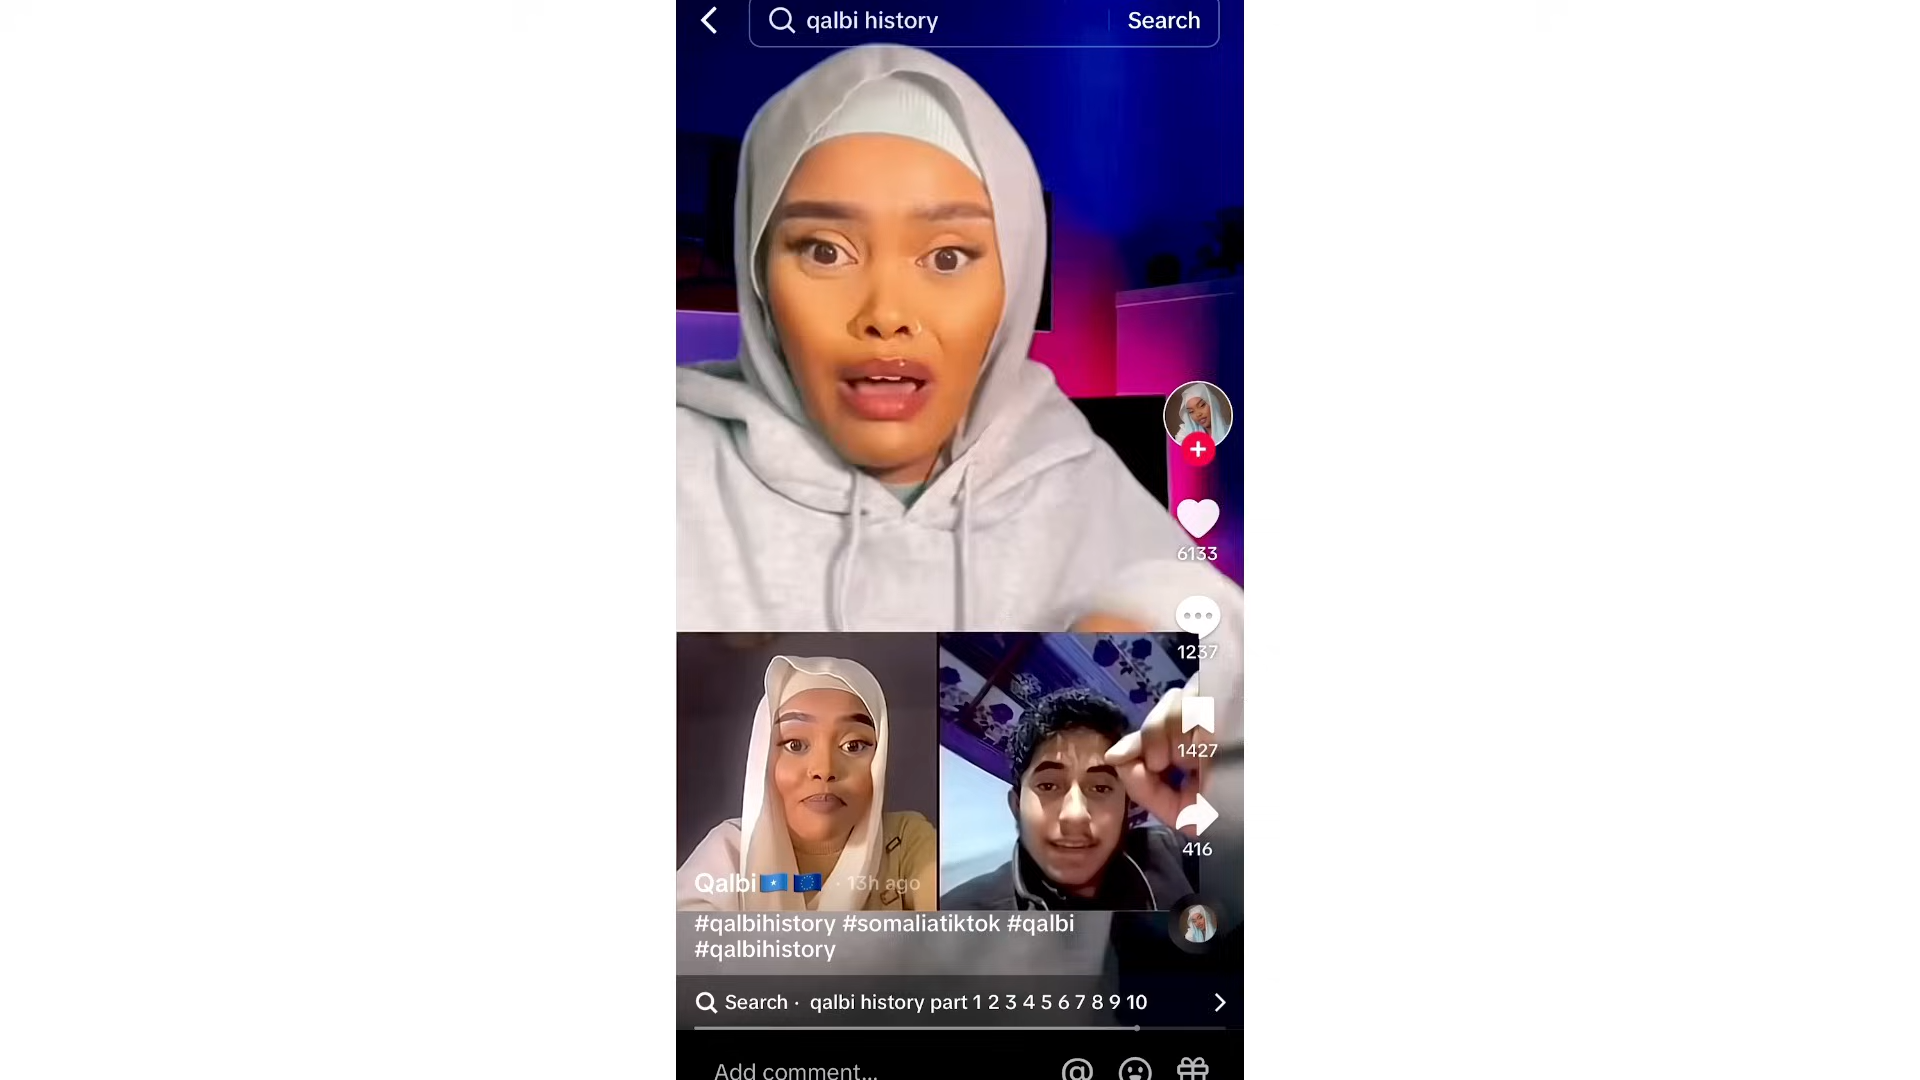 qalbi history
Search
6133
1237
1427
416
Qalbi · 13h ago
#qalbihistory #somaliatiktok #qalbi
#qalbihistory
Search · qalbi history part 1 2 3 4 5 6 7 8 9 10
Add comment...